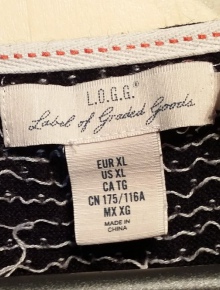 L.O.G.G.®
Label of Graded Goods.
EUR XL
US XL
CA TG
CN 175/116A
MX XG
MADE IN
CHINA